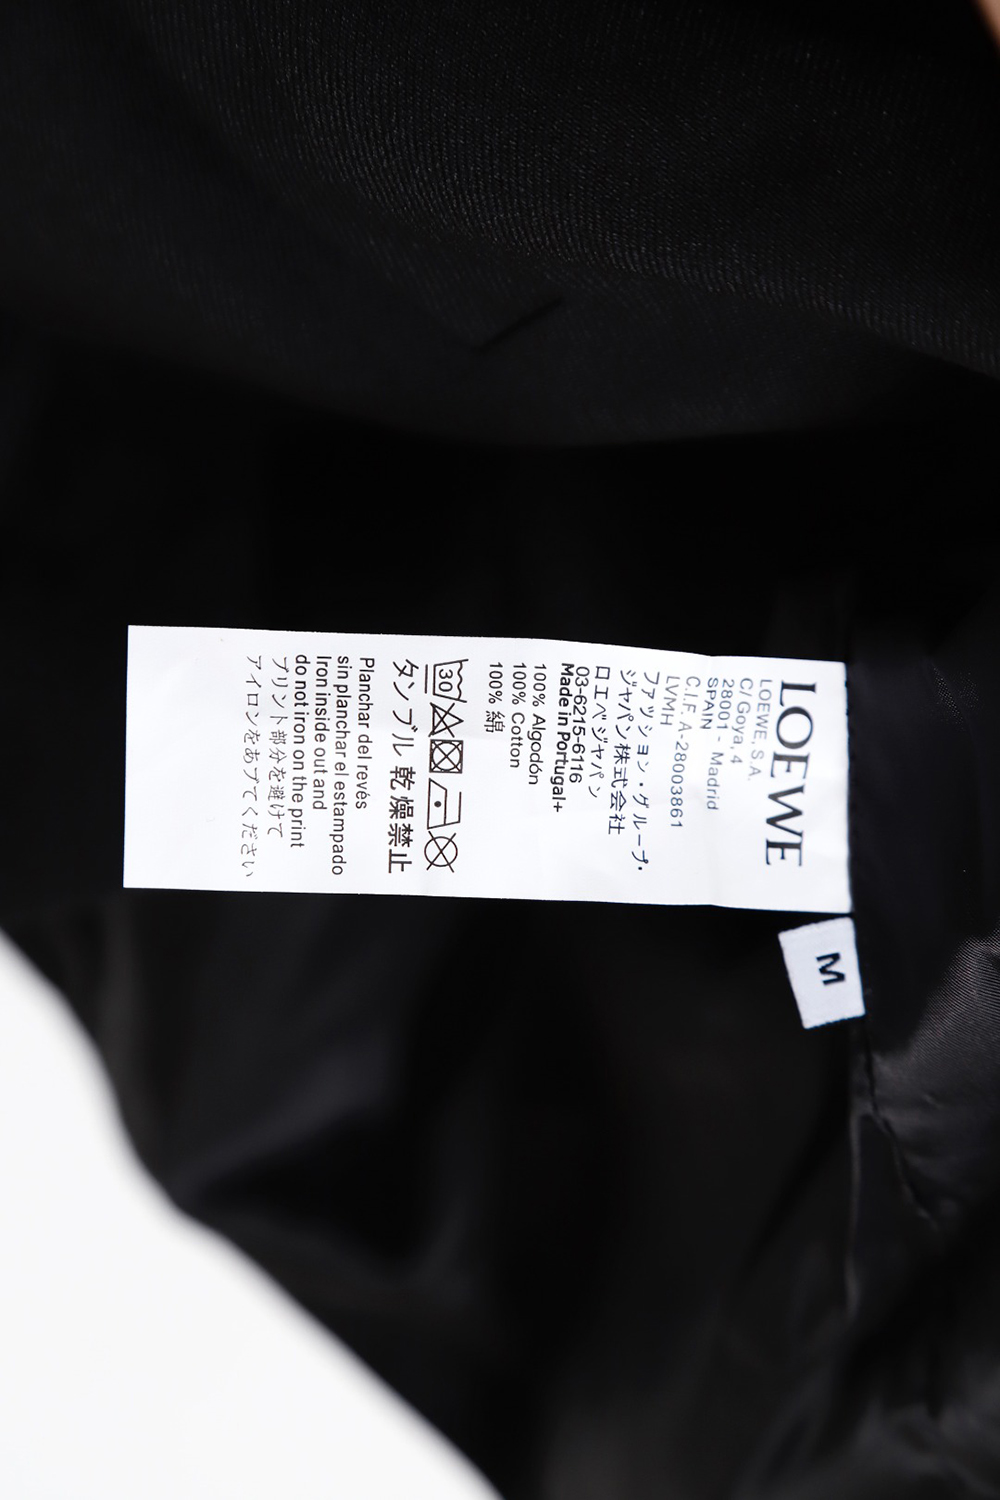 LOEWE
LOEWE, S.A.
C/Goya, 4
28001 - Madrid
SPAIN
C.I.F. A-28003861
LVMH
ファッション・グループ・
ジャパン株式会社
ロエベジャパン
03-6215-6116
Made in Portugal+
100% Algodón
100% Cotton
100% 綿
30
タンブル 乾燥禁止
Planchar del revés
sin planchar el estampado
Iron inside out and
do not iron on the print
プリント部分を避けて
アイロンをあプてください
M